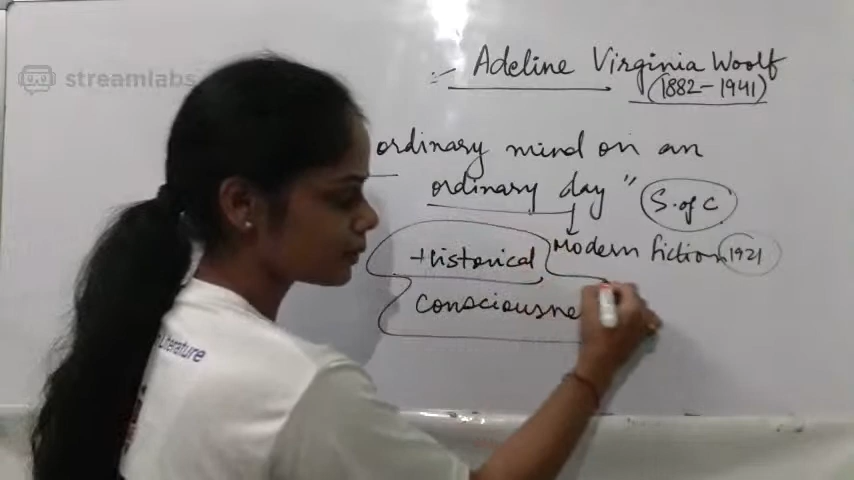 streamlabs
Adeline Virginia Woolf
(1882-1941)
ordinary mind on an
ordinary day"
S. of C
Modern fiction 1921
Historical
Consciousne
Literature